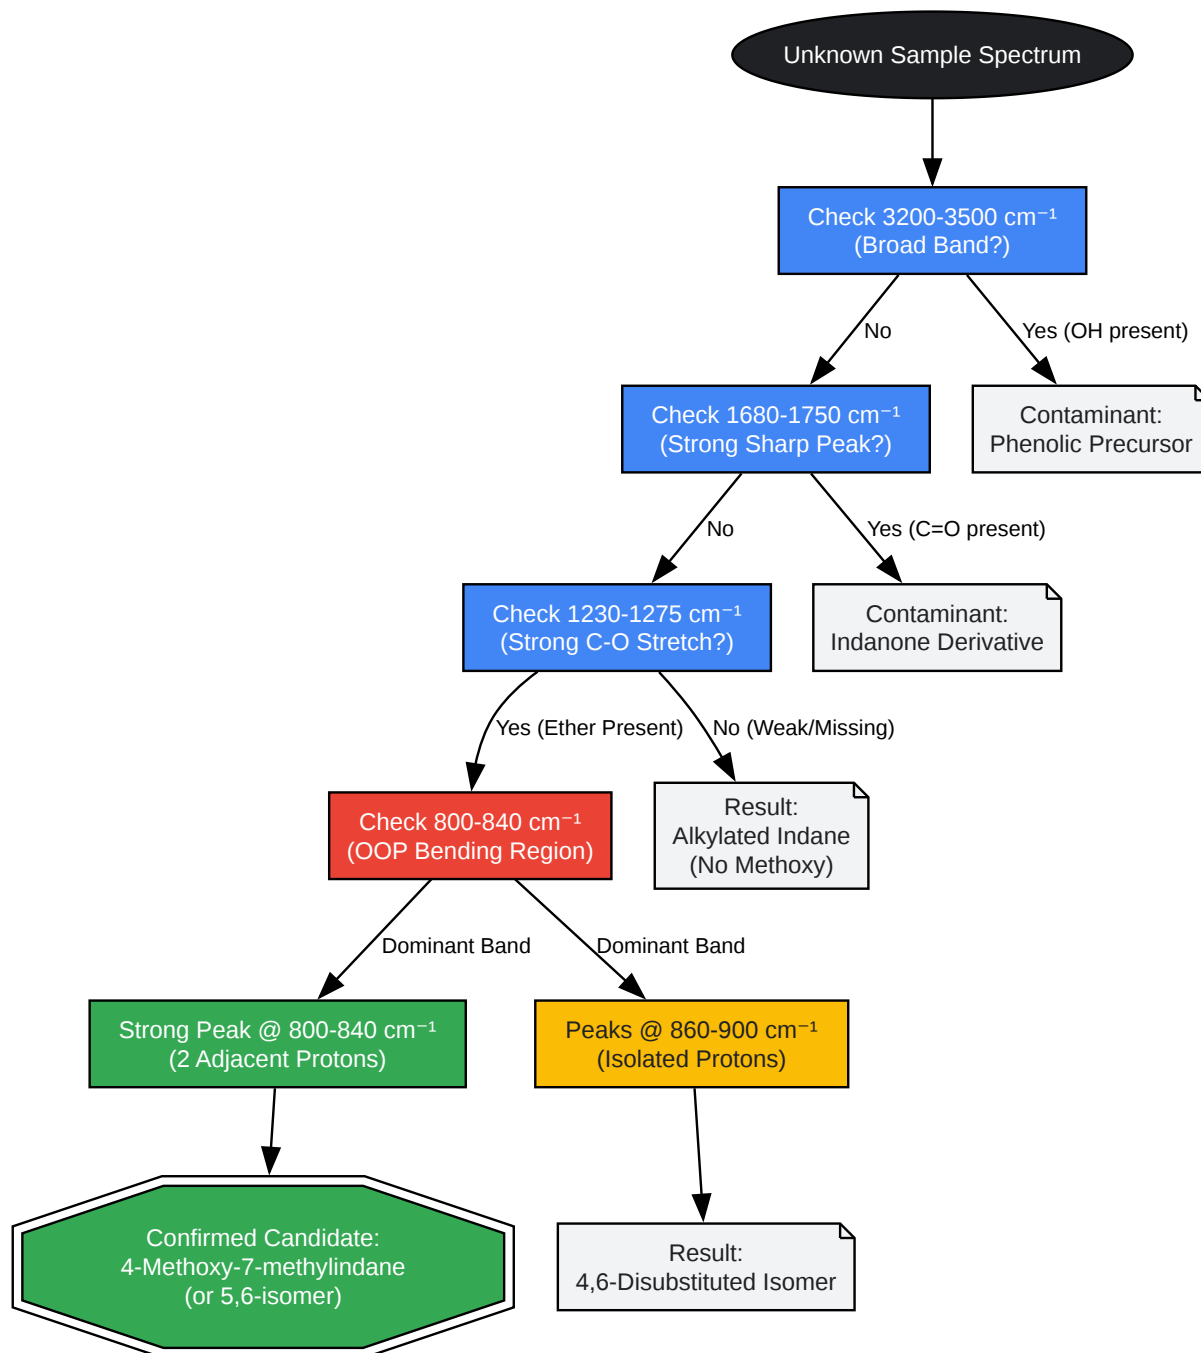 Unknown Sample Spectrum
Check 3200-3500 cm⁻¹
(Broad Band?)
No
Yes (OH present)
Check 1680-1750 cm⁻¹
(Strong Sharp Peak?)
Contaminant:
Phenolic Precursor
No
Yes (C=O present)
Check 1230-1275 cm⁻¹
(Strong C-O Stretch?)
Contaminant:
Indanone Derivative
Yes (Ether Present)
No (Weak/Missing)
Check 800-840 cm⁻¹
(OOP Bending Region)
Result:
Alkylated Indane
(No Methoxy)
Dominant Band
Dominant Band
Strong Peak @ 800-840 cm⁻¹
(2 Adjacent Protons)
Peaks @ 860-900 cm⁻¹
(Isolated Protons)
Confirmed Candidate:
4-Methoxy-7-methylindane
(or 5,6-isomer)
Result:
4,6-Disubstituted Isomer